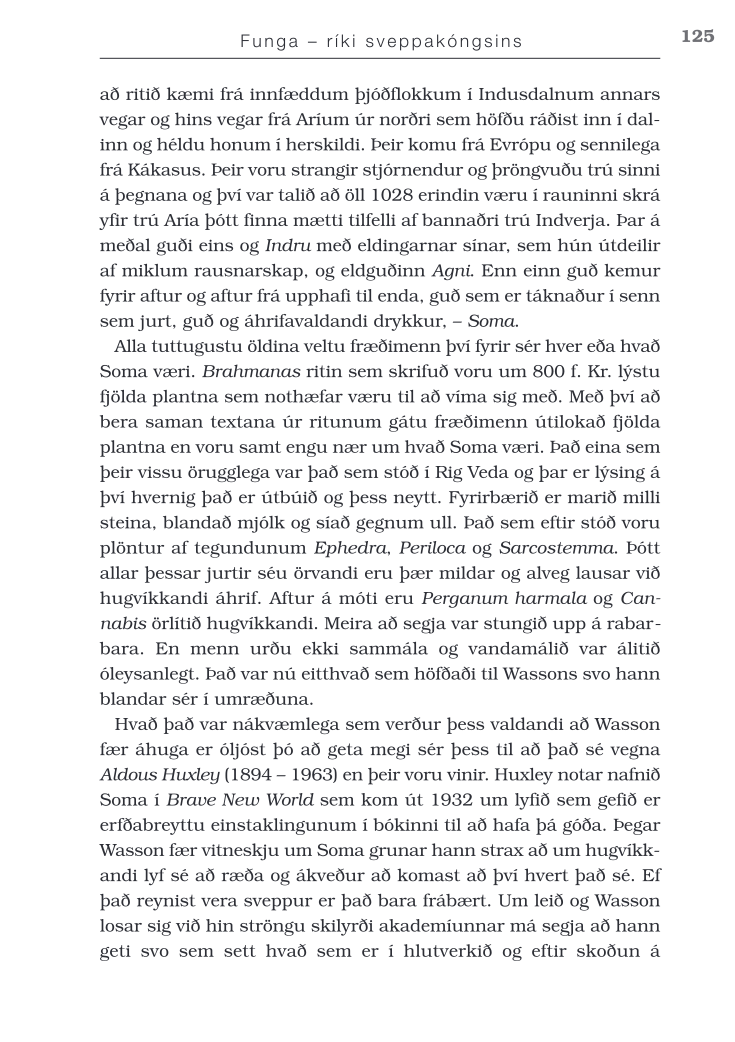 Funga – ríki sveppakóngsins
125
að ritið kæmi frá innfæddum þjóðflokkum í Indusdalnum annars
vegar og hins vegar frá Aríum úr norðri sem höfðu ráðist inn í dal-
inn og héldu honum í herskildi. Þeir komu frá Evrópu og sennilega
frá Kákasus. Þeir voru strangir stjórnendur og þröngvuðu trú sinni
á þegnana og því var talið að öll 1028 erindin væru í rauninni skrá
yfir trú Aría þótt finna mætti tilfelli af bannaðri trú Indverja. Þar á
meðal guði eins og Indru með eldingarnar sínar, sem hún útdeilir
af miklum rausnarskap, og eldguðinn Agni. Enn einn guð kemur
fyrir aftur og aftur frá upphafi til enda, guð sem er táknaður í senn
sem jurt, guð og áhrifavaldandi drykkur, – Soma.
Alla tuttugustu öldina veltu fræðimenn því fyrir sér hver eða hvað
Soma væri. Brahmanas ritin sem skrifuð voru um 800 f. Kr. lýstu
fjölda plantna sem nothæfar væru til að víma sig með. Með því að
bera saman textana úr ritunum gátu fræðimenn útilokað fjölda
plantna en voru samt engu nær um hvað Soma væri. Það eina sem
þeir vissu örugglega var það sem stóð í Rig Veda og þar er lýsing á
því hvernig það er útbúið og þess neytt. Fyrirbærið er marið milli
steina, blandað mjólk og síað gegnum ull. Það sem eftir stóð voru
plöntur af tegundunum Ephedra, Periloca og Sarcostemma. Þótt
allar þessar jurtir séu örvandi eru þær mildar og alveg lausar við
hugvíkkandi áhrif. Aftur á móti eru Perganum harmala og Can-
nabis örlítið hugvíkkandi. Meira að segja var stungið upp á rabar-
bara. En menn urðu ekki sammála og vandamálið var álitið
óleysanlegt. Það var nú eitthvað sem höfðaði til Wassons svo hann
blandar sér í umræðuna.
Hvað það var nákvæmlega sem verður þess valdandi að Wasson
fær áhuga er óljóst þó að geta megi sér þess til að það sé vegna
Aldous Huxley (1894 – 1963) en þeir voru vinir. Huxley notar nafnið
Soma í Brave New World sem kom út 1932 um lyfið sem gefið er
erfðabreyttu einstaklingunum í bókinni til að hafa þá góða. Þegar
Wasson fær vitneskju um Soma grunar hann strax að um hugvíkk-
andi lyf sé að ræða og ákveður að komast að því hvert það sé. Ef
það reynist vera sveppur er það bara frábært. Um leið og Wasson
losar sig við hin ströngu skilyrði akademíunnar má segja að hann
geti svo sem sett hvað sem er í hlutverkið og eftir skoðun á